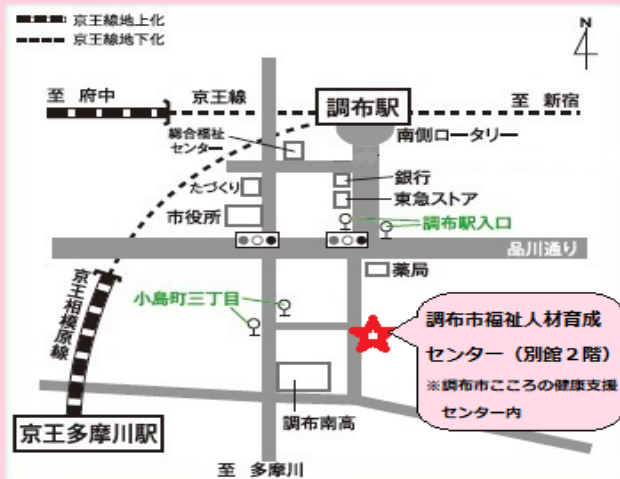 京王線地上化
京王線地下化
N
至 府中
京王線
調布駅
至 新宿
総合福祉
センター
南側ロータリー
たづくり
銀行
東急ストア
市役所
調布駅入口
品川通り
薬局
京王相模原線
小島町三丁目
調布市福祉人材育成
センター（別館２階）
※調布市こころの健康支援
センター内
調布南高
京王多摩川駅
至 多摩川